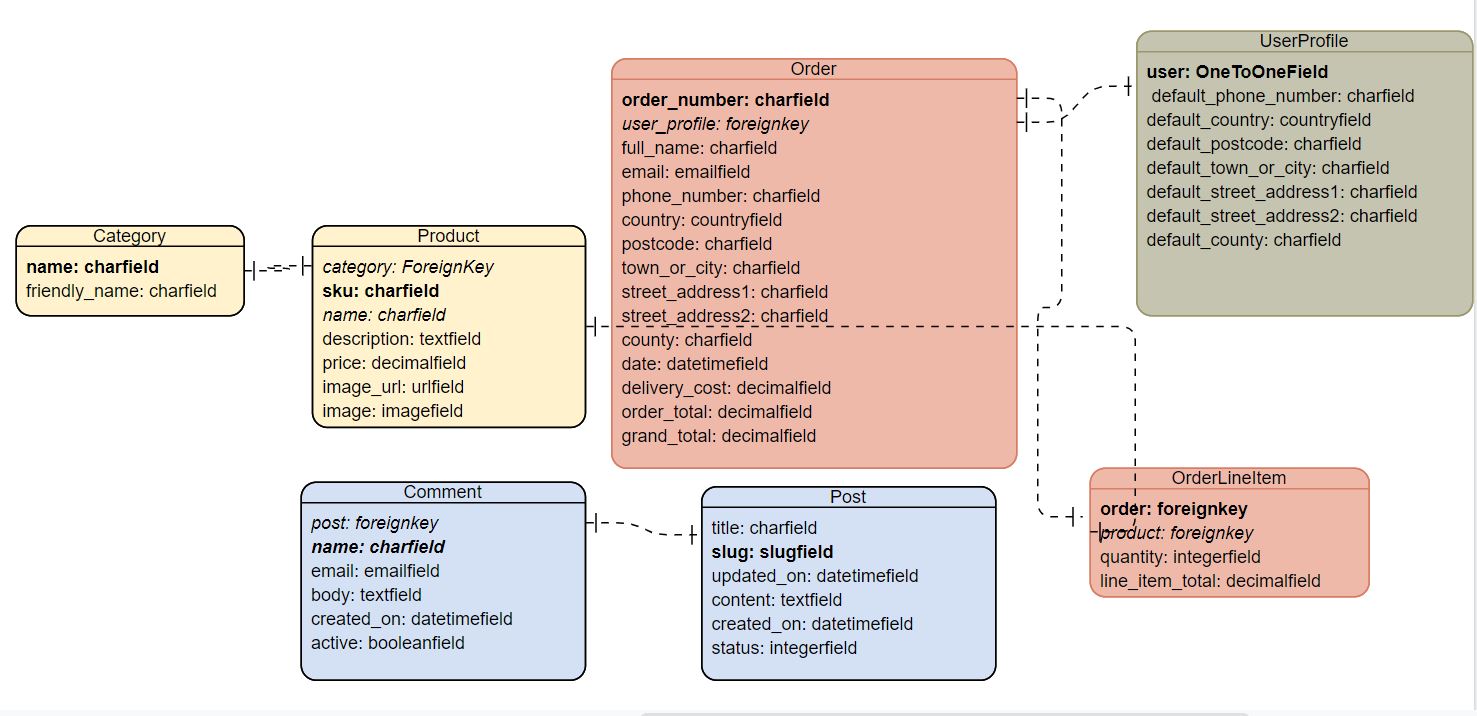 Category
name: charfield
friendly_name: charfield
Product
category: ForeignKey
sku: charfield
name: charfield
description: textfield
price: decimalfield
image_url: urlfield
image: imagefield
Order
order_number: charfield
user_profile: foreignkey
full_name: charfield
email: emailfield
phone_number: charfield
country: countryfield
postcode: charfield
town_or_city: charfield
street_address1: charfield
street_address2: charfield
county: charfield
date: datetimefield
delivery_cost: decimalfield
order_total: decimalfield
grand_total: decimalfield
UserProfile
user: OneToOneField
default_phone_number: charfield
default_country: countryfield
default_postcode: charfield
default_town_or_city: charfield
default_street_address1: charfield
default_street_address2: charfield
default_county: charfield
Comment
post: foreignkey
name: charfield
email: emailfield
body: textfield
created_on: datetimefield
active: booleanfield
Post
title: charfield
slug: slugfield
updated_on: datetimefield
content: textfield
created_on: datetimefield
status: integerfield
OrderLineItem
order: foreignkey
product: foreignkey
quantity: integerfield
line_item_total: decimalfield